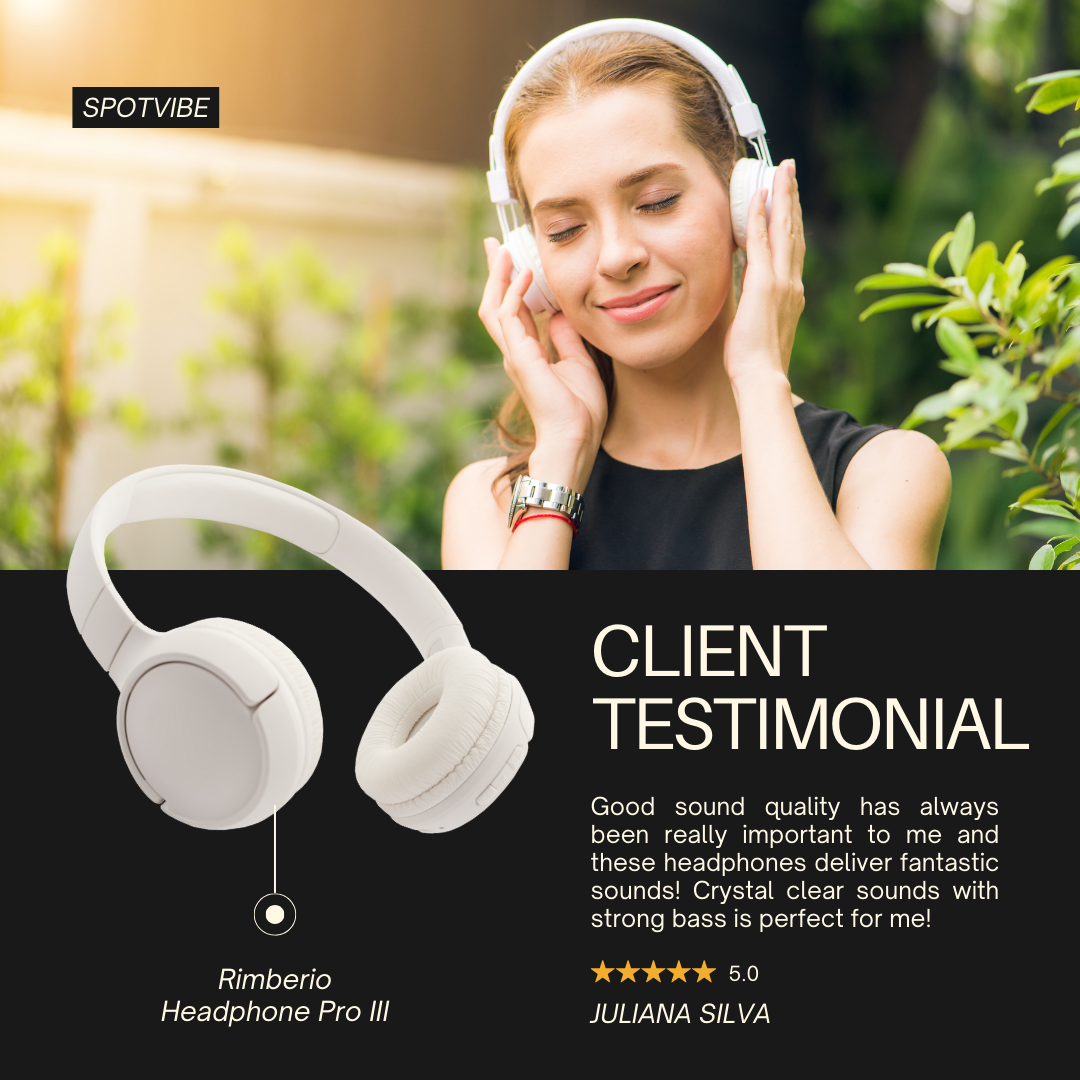 SPOTVIBE
CLIENT
TESTIMONIAL
Good sound quality has always
been really important to me and
these headphones deliver fantastic
sounds! Crystal clear sounds with
strong bass is perfect for me!
5.0
JULIANA SILVA
Rimberio
Headphone Pro III